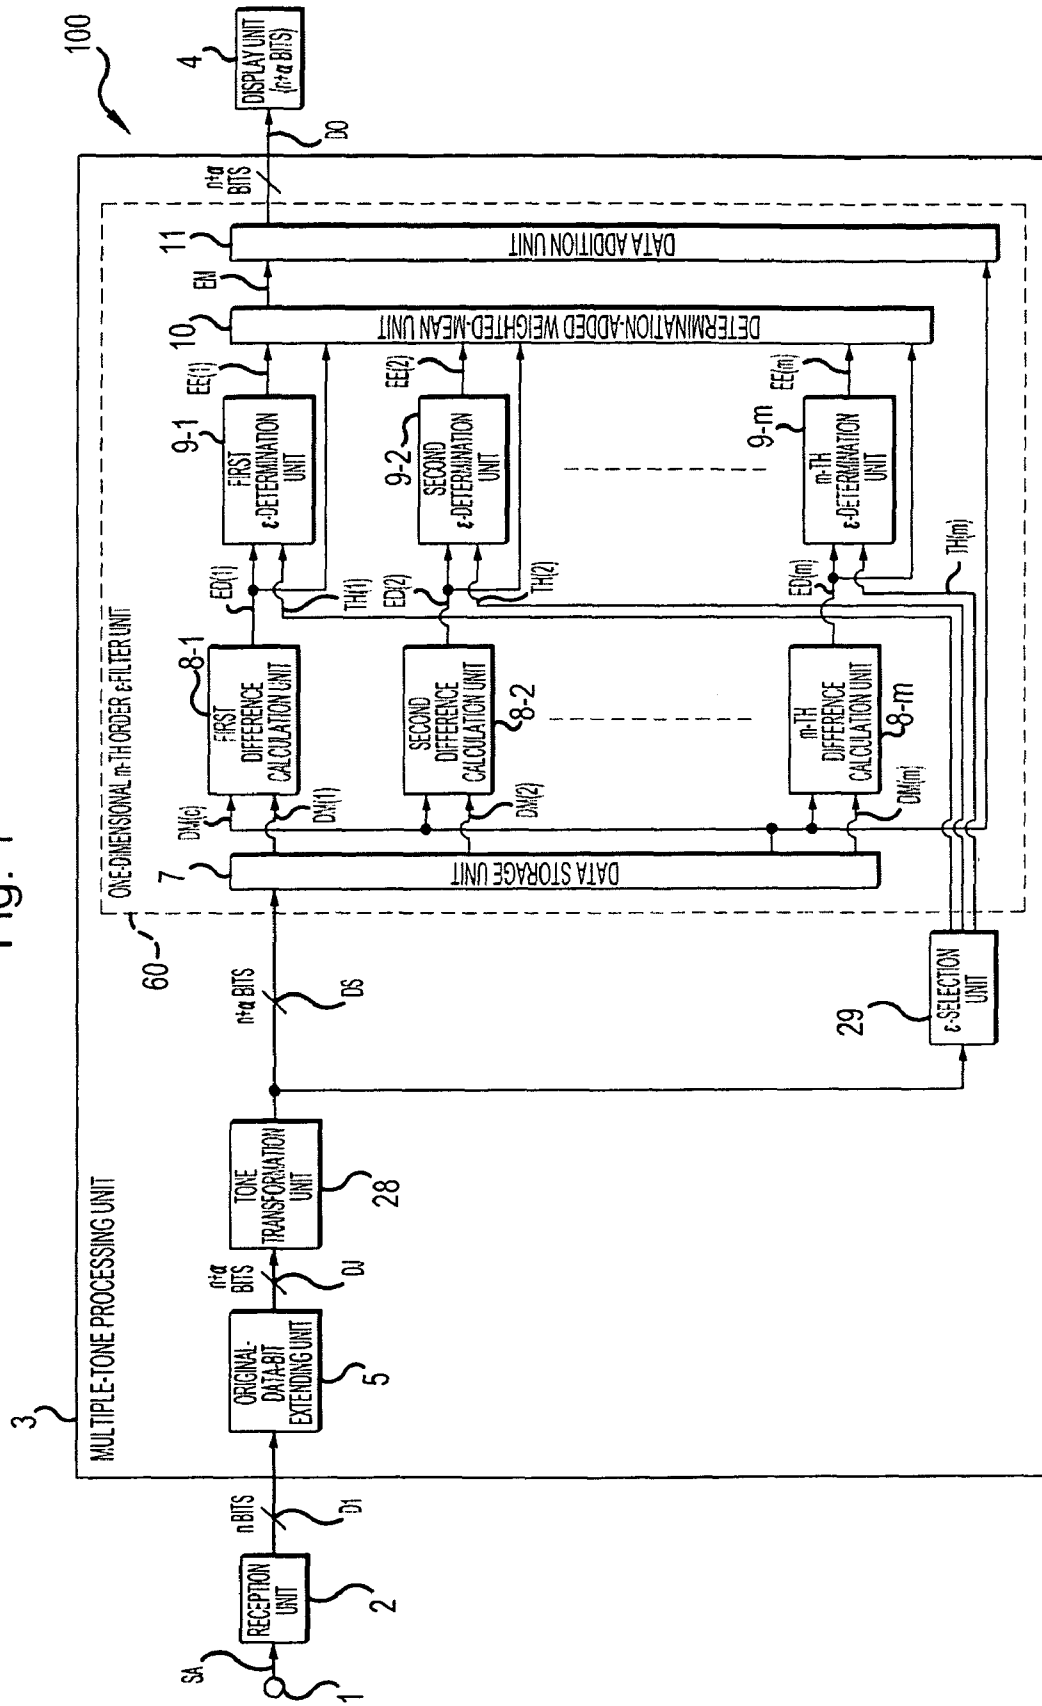 Fig. 1
100
3
MULTIPLE-TONE PROCESSING UNIT
60
ONE-DIMENSIONAL m-TH ORDER ε-FILTER UNIT
1
SA
2
RECEPTION
UNIT
n BITS
D1
5
ORIGINAL-
DATA-BIT
EXTENDING UNIT
n+α
BITS
DJ
28
TONE
TRANSFORMATION
UNIT
n+α BITS
DS
7
DATA STORAGE UNIT
DM(c)
DM(1)
8-1
FIRST
DIFFERENCE
CALCULATION UNIT
ED(1)
TH(1)
9-1
FIRST
ε-DETERMINATION
UNIT
EE(1)
10
DETERMINATION-ADDED WEIGHTED-MEAN UNIT
EN
11
DATA ADDITION UNIT
n+α
BITS
DO
4
DISPLAY UNIT
(n+α BITS)
DM(2)
SECOND
DIFFERENCE
CALCULATION UNIT
8-2
ED(2)
TH(2)
9-2
SECOND
ε-DETERMINATION
UNIT
EE(2)
DM(m)
m-TH
DIFFERENCE
CALCULATION UNIT
8-m
ED(m)
TH(m)
9-m
m-TH
ε-DETERMINATION
UNIT
EE(m)
29
ε-SELECTION
UNIT